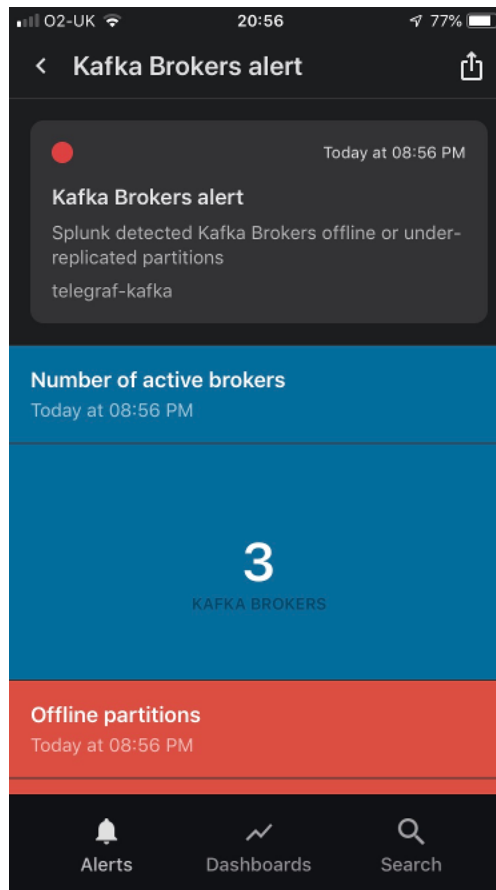 O2-UK 20:56 77%
Kafka Brokers alert
Today at 08:56 PM
Kafka Brokers alert
Splunk detected Kafka Brokers offline or under-
replicated partitions
telegraf-kafka
Number of active brokers
Today at 08:56 PM
3
KAFKA BROKERS
Offline partitions
Today at 08:56 PM
Alerts Dashboards Search